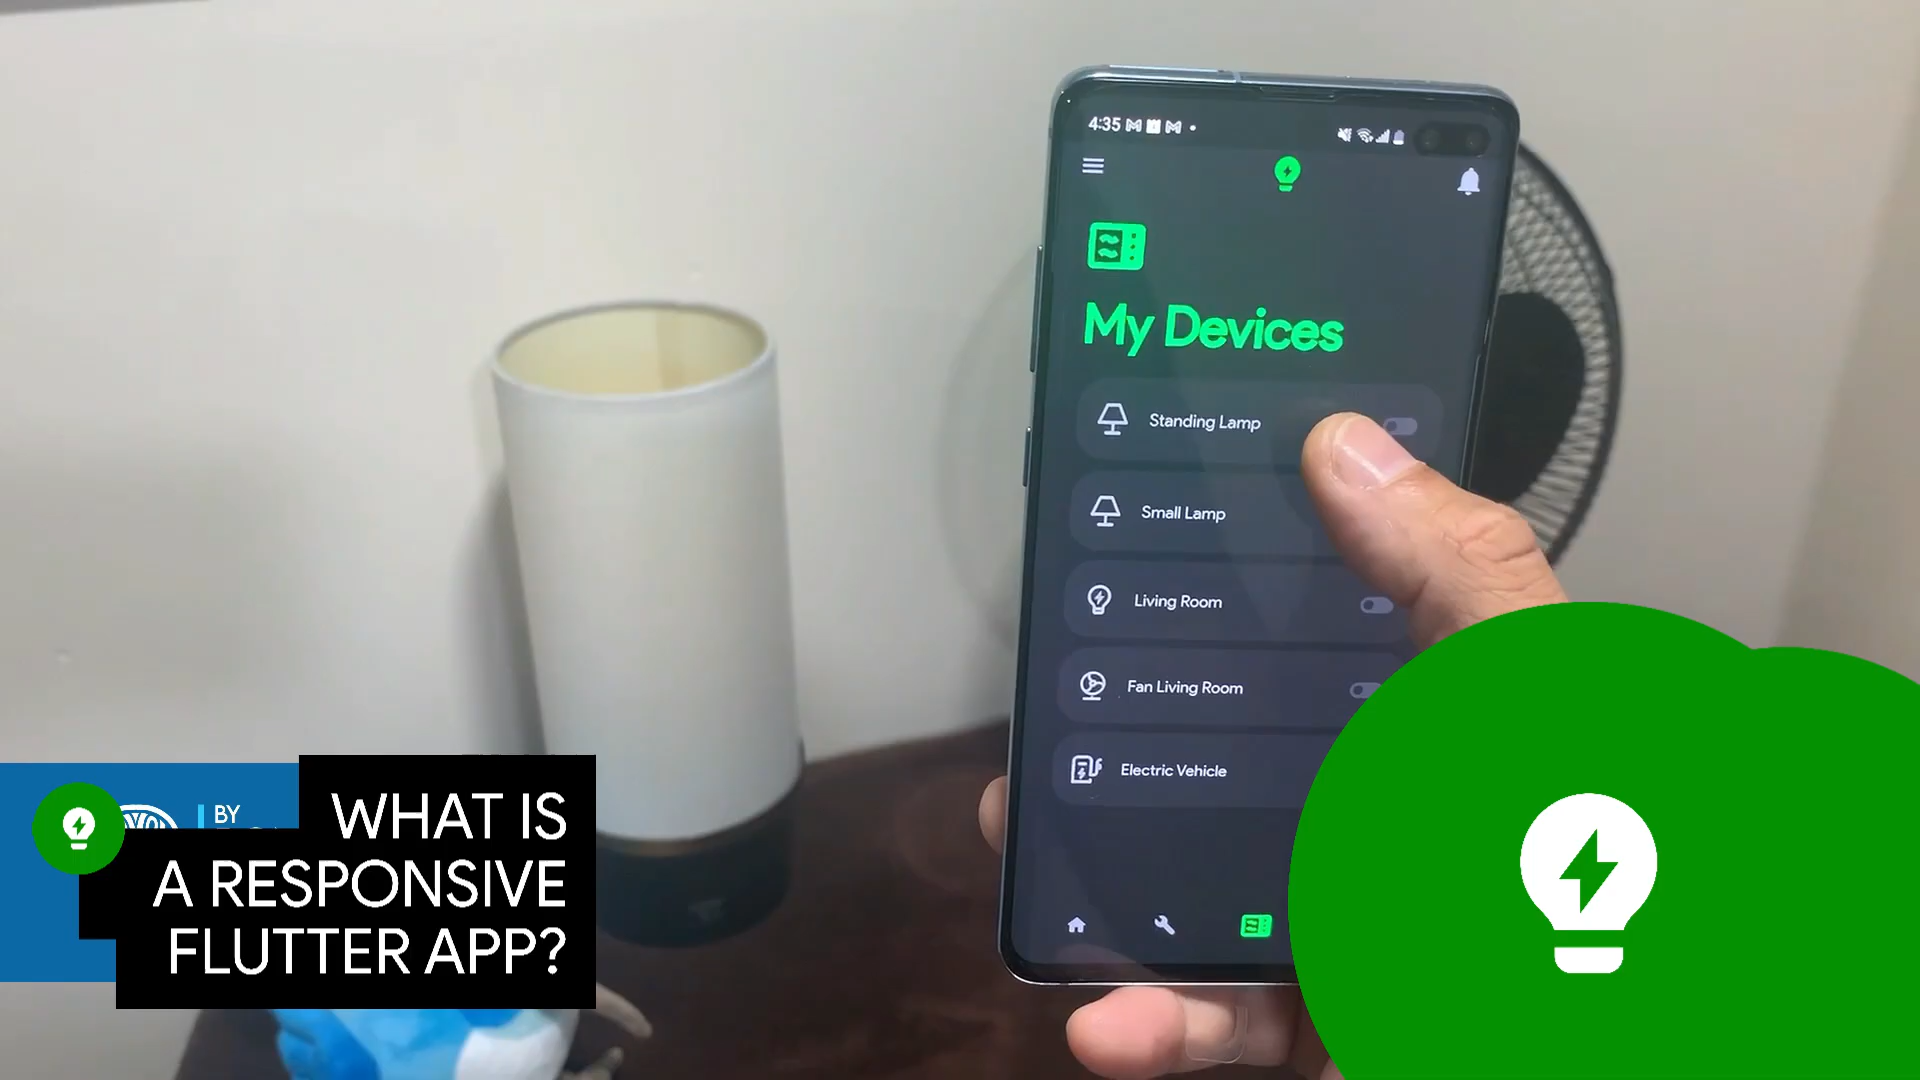 4:35
My Devices
Standing Lamp
Small Lamp
Living Room
Fan Living Room
Electric Vehicle
BY
WHAT IS
A RESPONSIVE
FLUTTER APP?